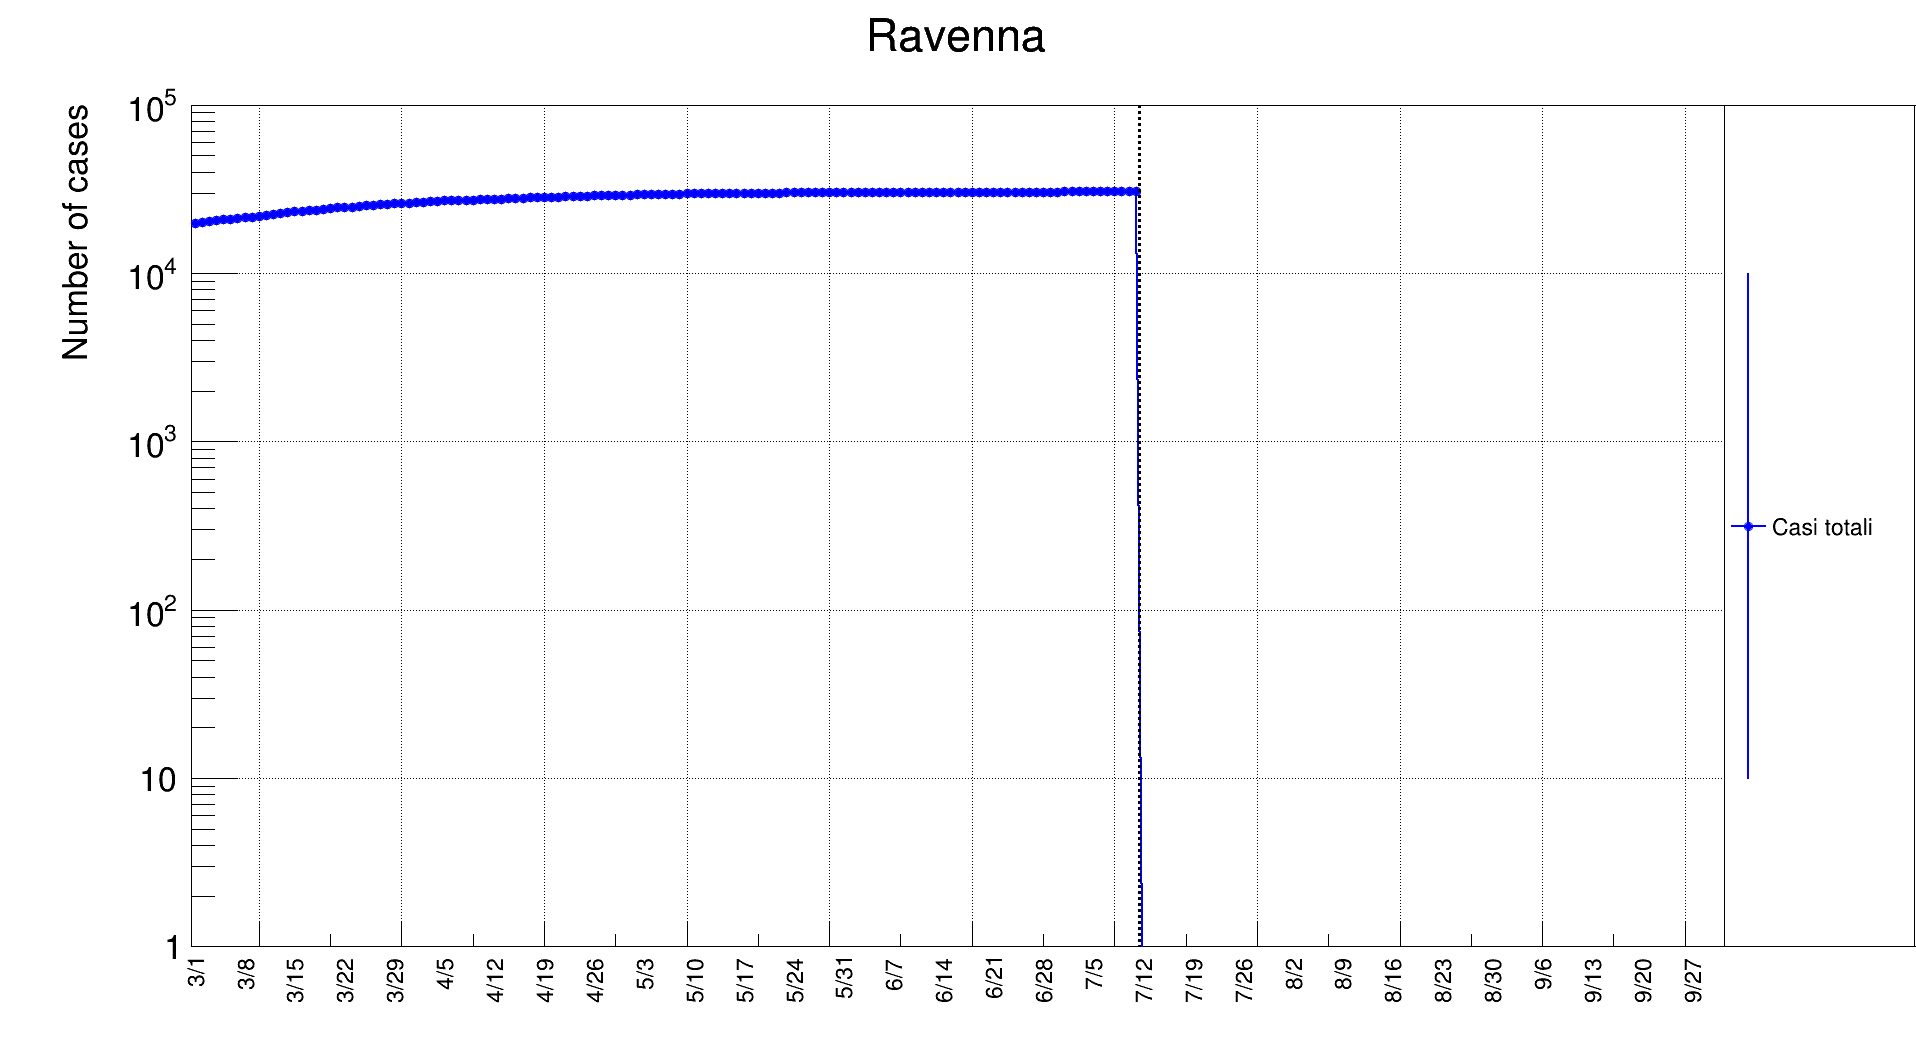 Ravenna
Number of cases
10^5
10^4
10^3
10^2
10
1
3/1 3/8 3/15 3/22 3/29 4/5 4/12 4/19 4/26 5/3 5/10 5/17 5/24 5/31 6/7 6/14 6/21 6/28 7/5 7/12 7/19 7/26 8/2 8/9 8/16 8/23 8/30 9/6 9/13 9/20 9/27
Casi totali